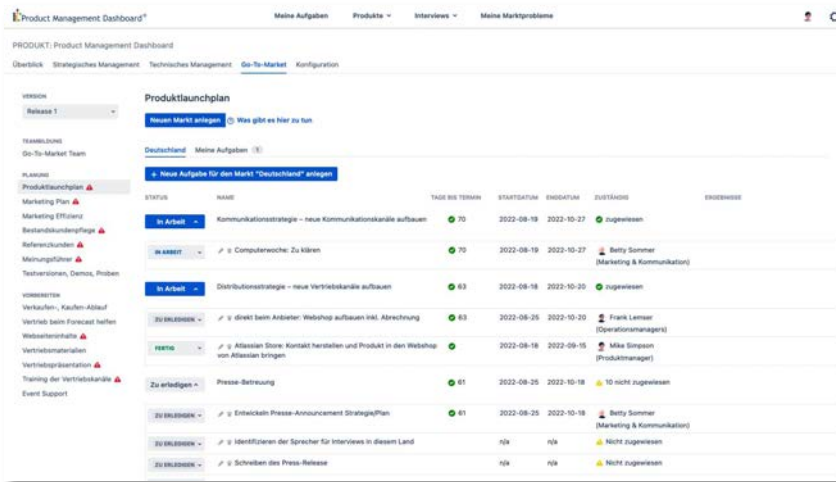 Product Management Dashboard+
Meine Aufgaben
Produkte
Interviews
Meine Marktprobleme
PRODUKT: Product Management Dashboard
Überblick
Strategisches Management
Technisches Management
Go-To-Market
Konfiguration
VERSION
Release 1
TEAMBILDUNG
Go-To-Market Team
PLANUNG
Produktlaunchplan
Marketing Plan
Marketing Effizienz
Bestandskundenpflege
Referenzkunden
Meinungsführer
Testversionen, Demos, Proben
VORBEREITEN
Verkaufen-, Kaufen-Ablauf
Vertrieb beim Forecast helfen
Webseiteninhalte
Vertriebsmaterialien
Vertriebspräsentation
Training der Vertriebskanäle
Event Support
Produktlaunchplan
Neuen Markt anlegen
Was gibt es hier zu tun
Deutschland
Meine Aufgaben 1
+ Neue Aufgabe für den Markt "Deutschland" anlegen
STATUS NAME TAGE BIS TERMIN STARTDATUM ENDDATUM ZUSTÄNDIG ERGEBNISSE
In Arbeit Kommunikationsstrategie – neue Kommunikationskanäle aufbauen 70 2022-08-19 2022-10-27 zugewiesen
IN ARBEIT Computerwoche: Zu klären 70 2022-08-19 2022-10-27 Betty Sommer
(Marketing & Kommunikation)
In Arbeit Distributionsstrategie – neue Vertriebskanäle aufbauen 63 2022-08-18 2022-10-20 zugewiesen
ZU ERLEDIGEN direkt beim Anbieter: Webshop aufbauen inkl. Abrechnung 63 2022-08-25 2022-10-20 Frank Lemser
(Operationsmanagers)
FERTIG Atlassian Store: Kontakt herstellen und Produkt in den Webshop 2022-08-18 2022-09-15 Mike Simpson
von Atlassian bringen (Produktmanager)
Zu erledigen Presse-Betreuung 61 2022-08-25 2022-10-18 10 nicht zugewiesen
ZU ERLEDIGEN Entwickeln Presse-Announcement Strategie/Plan 61 2022-08-25 2022-10-18 Betty Sommer
(Marketing & Kommunikation)
ZU ERLEDIGEN Identifizieren der Sprecher für Interviews in diesem Land n/a n/a Nicht zugewiesen
ZU ERLEDIGEN Schreiben des Press-Release n/a n/a Nicht zugewiesen